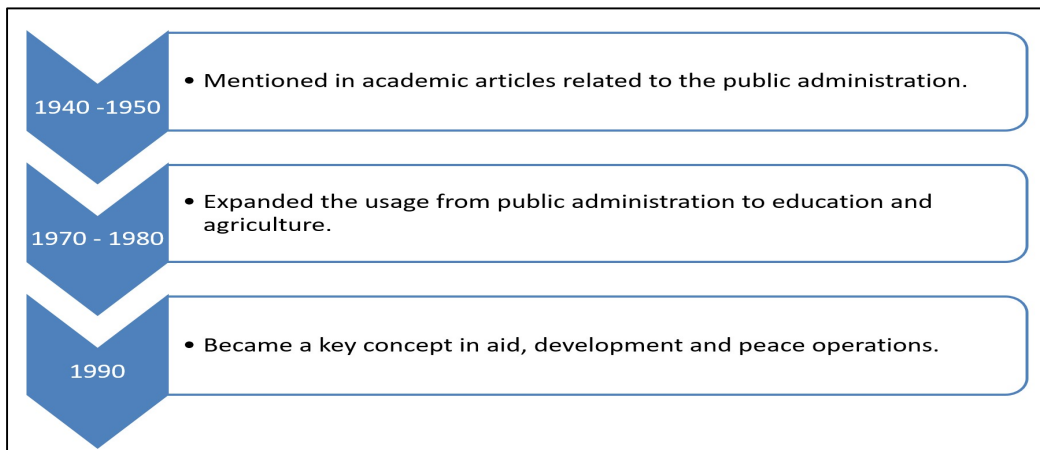 1940 -1950
• Mentioned in academic articles related to the public administration.
1970 - 1980
• Expanded the usage from public administration to education and
agriculture.
1990
• Became a key concept in aid, development and peace operations.